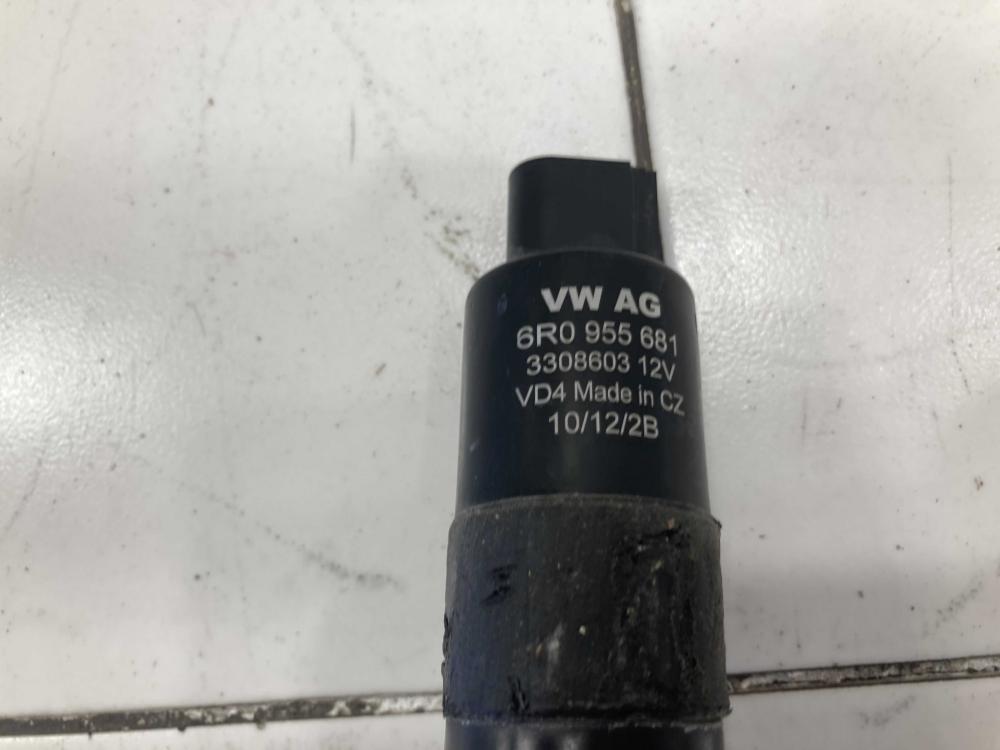 VW AG
6R0 955 681
3308603 12V
VD4 Made in CZ
10/12/2B